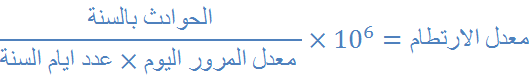 معدل الارتطام = الحوادث بالسنة / معدل المرور اليوم × عدد ايام السنة × 10⁶